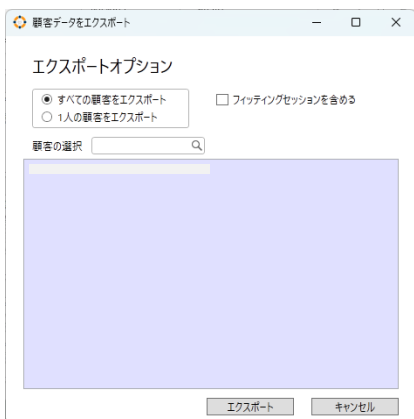 顧客データをエクスポート
エクスポートオプション
すべての顧客をエクスポート
フィッティングセッションを含める
1人の顧客をエクスポート
顧客の選択
エクスポート
キャンセル